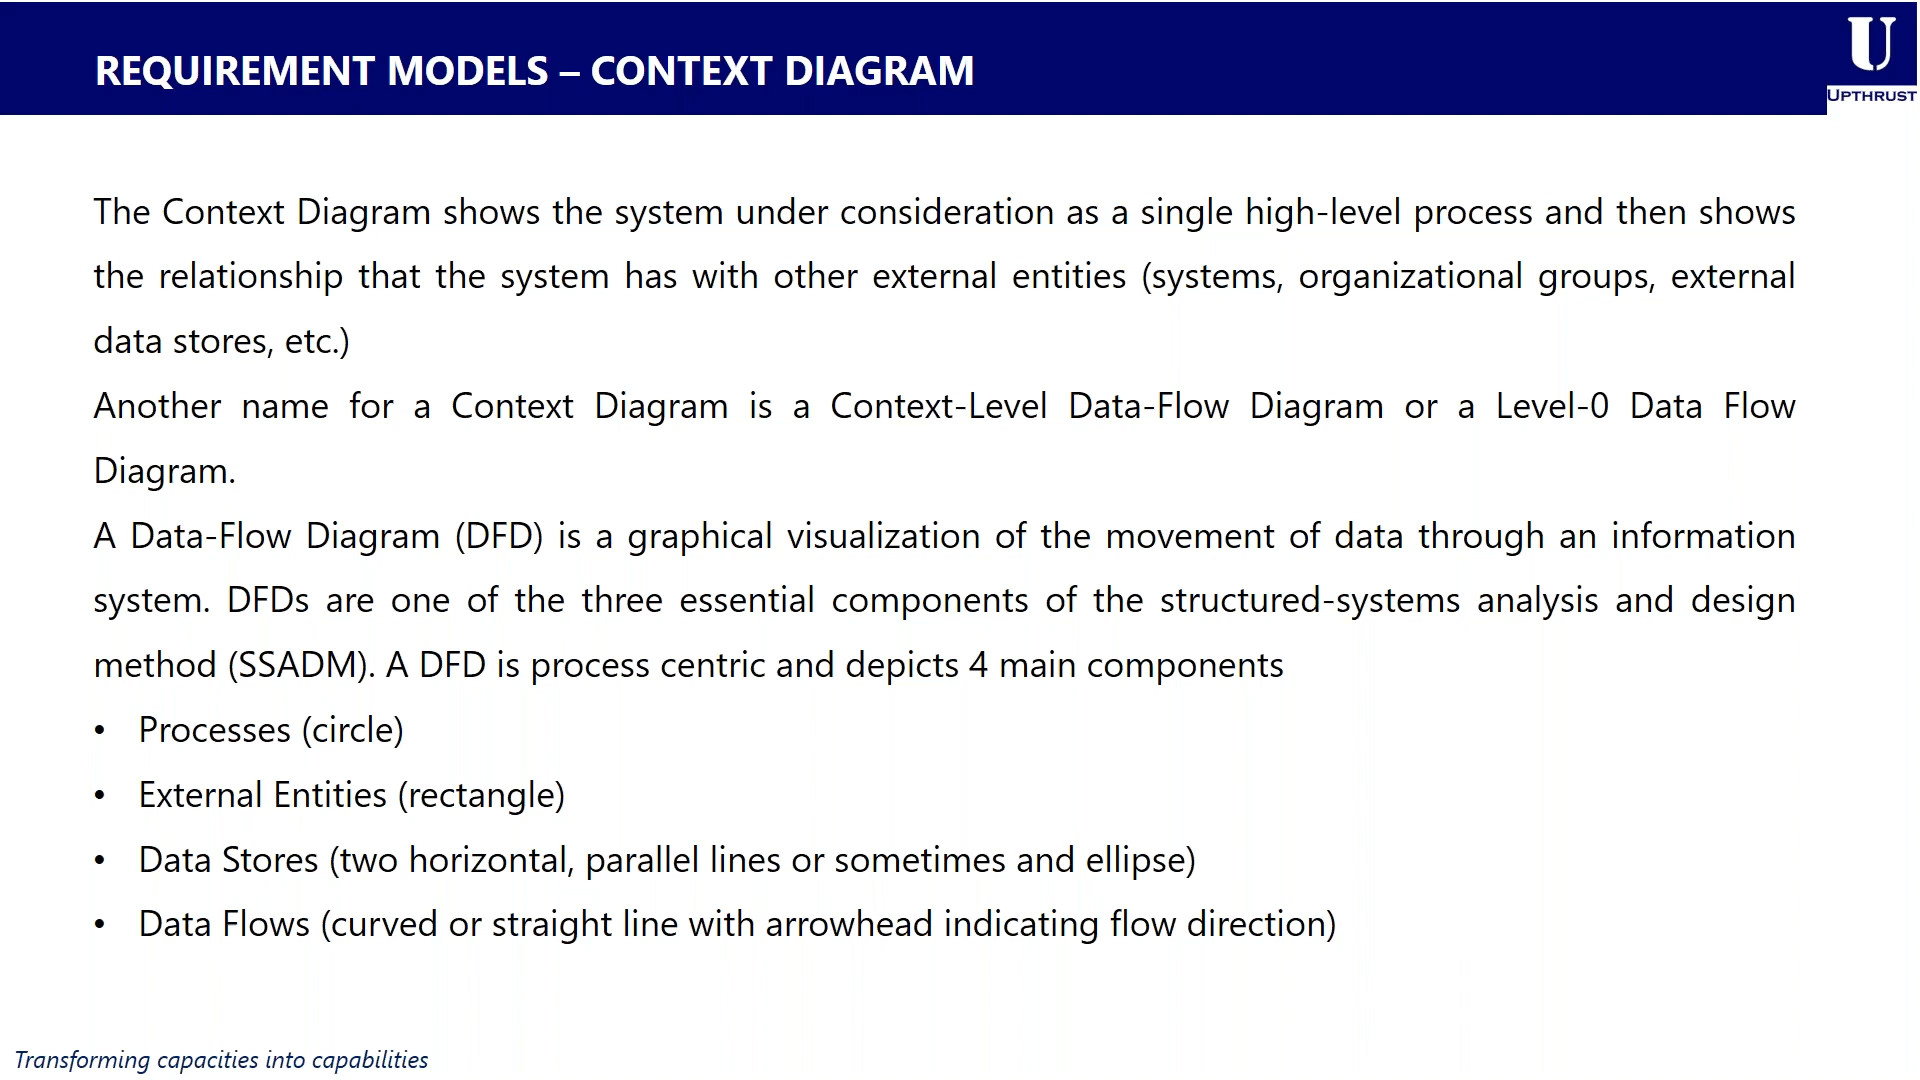 REQUIREMENT MODELS – CONTEXT DIAGRAM
U
UPTHRUST
The Context Diagram shows the system under consideration as a single high-level process and then shows
the relationship that the system has with other external entities (systems, organizational groups, external
data stores, etc.)
Another name for a Context Diagram is a Context-Level Data-Flow Diagram or a Level-0 Data Flow
Diagram.
A Data-Flow Diagram (DFD) is a graphical visualization of the movement of data through an information
system. DFDs are one of the three essential components of the structured-systems analysis and design
method (SSADM). A DFD is process centric and depicts 4 main components
• Processes (circle)
• External Entities (rectangle)
• Data Stores (two horizontal, parallel lines or sometimes and ellipse)
• Data Flows (curved or straight line with arrowhead indicating flow direction)
Transforming capacities into capabilities